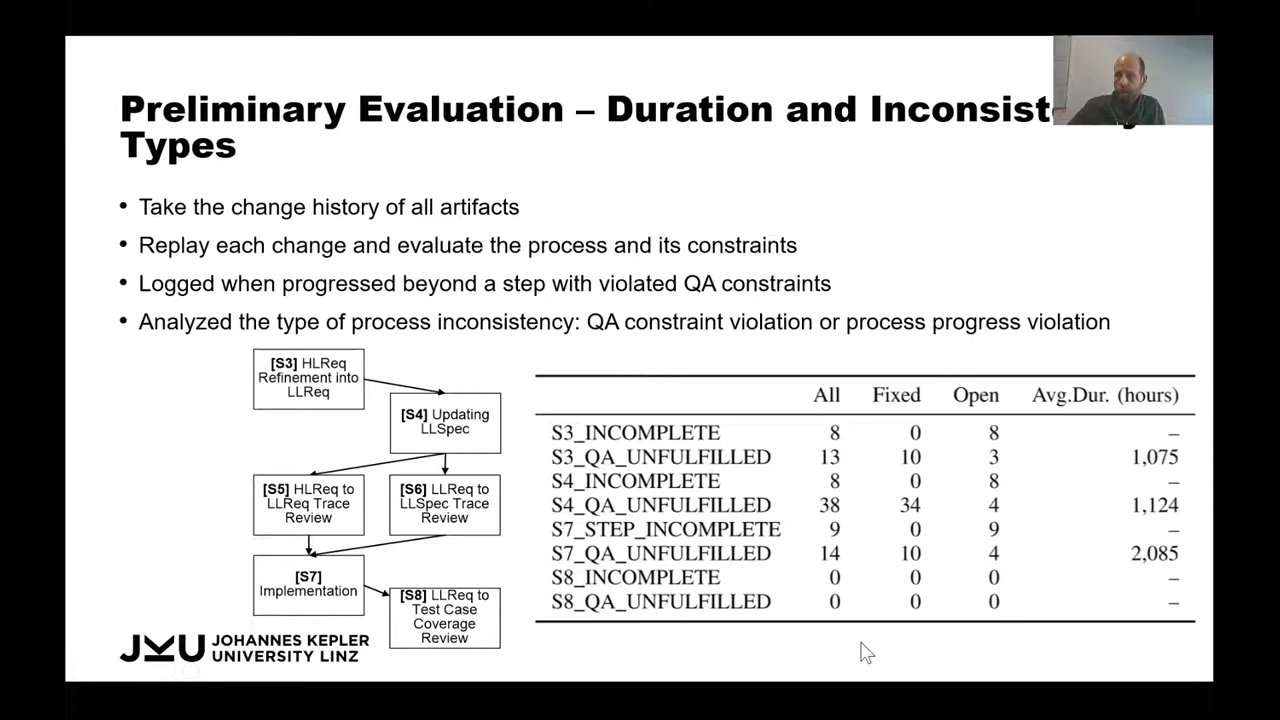 Preliminary Evaluation – Duration and
Types
• Take the change history of all artifacts
• Replay each change and evaluate the process and its constraints
• Logged when progressed beyond a step with violated QA constraints
• Analyzed the type of process inconsistency: QA constraint violation or process progress violation
[S3] HLReq
Refinement into
LLReq
[S4] Updating
LLSpec
[S5] HLReq to
LLReq Trace
Review
[S6] LLReq to
LLSpec Trace
Review
[S7]
Implementation
[S8] LLReq to
Test Case
Coverage
Review
All Fixed Open Avg.Dur. (hours)
S3_INCOMPLETE 8 0 8 –
S3_QA_UNFULFILLED 13 10 3 1,075
S4_INCOMPLETE 8 0 8 –
S4_QA_UNFULFILLED 38 34 4 1,124
S7_STEP_INCOMPLETE 9 0 9 –
S7_QA_UNFULFILLED 14 10 4 2,085
S8_INCOMPLETE 0 0 0 –
S8_QA_UNFULFILLED 0 0 0 –
JKU JOHANNES KEPLER
UNIVERSITY LINZ